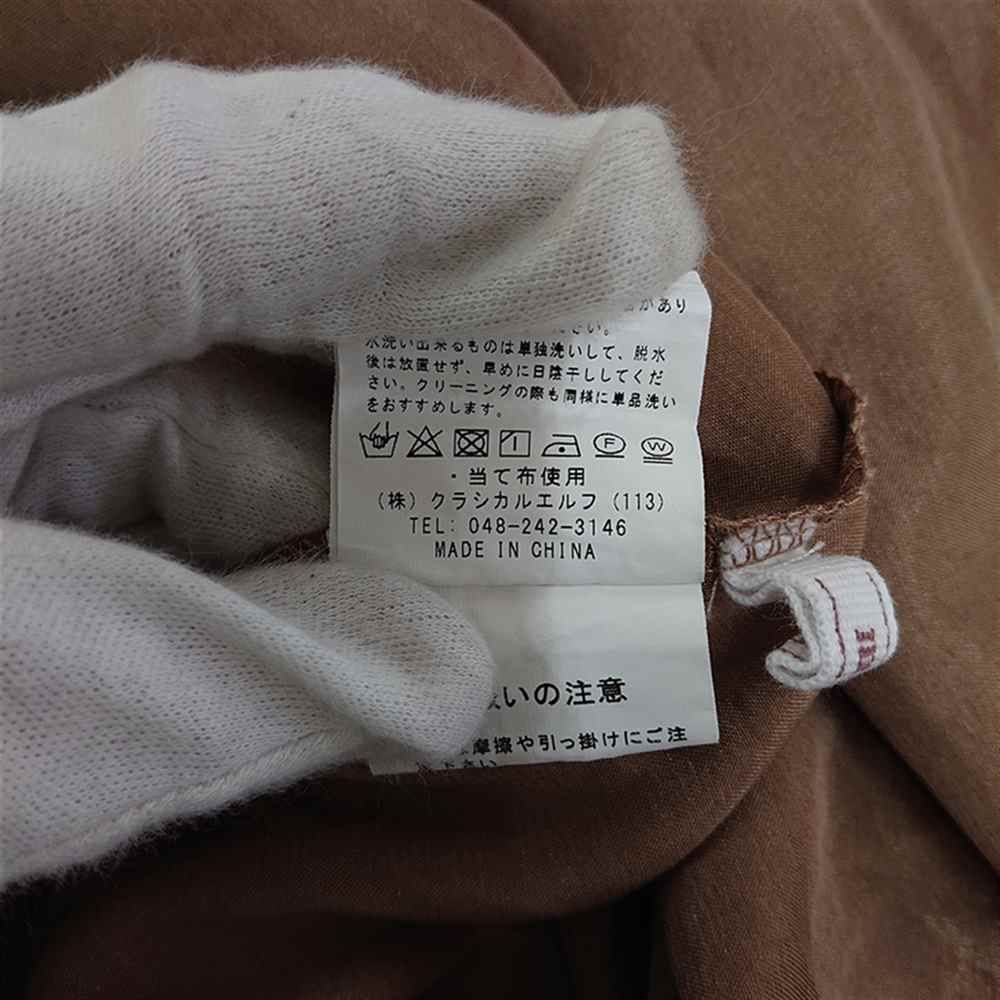 があり
さい。
水洗い出来るものは単独洗いして、脱水
後は放置せず、早めに日陰干ししてくだ
さい。クリーニングの際も同様に単品洗い
をおすすめします。
・当て布使用
(株) クラシカルエルフ (113)
TEL: 048-242-3146
MADE IN CHINA
いの注意
摩擦や引っ掛けにご注